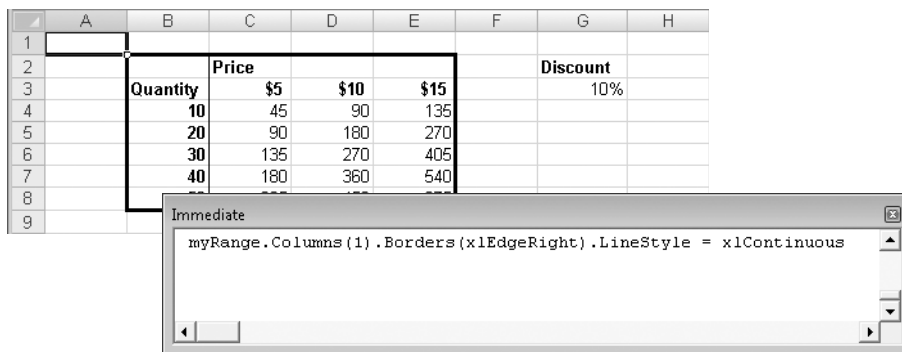 A B C D E F G H
1
2 Price Discount
3 Quantity $5 $10 $15 10%
4 10 45 90 135
5 20 90 180 270
6 30 135 270 405
7 40 180 360 540
8
9
Immediate
myRange.Columns(1).Borders(xlEdgeRight).LineStyle = xlContinuous